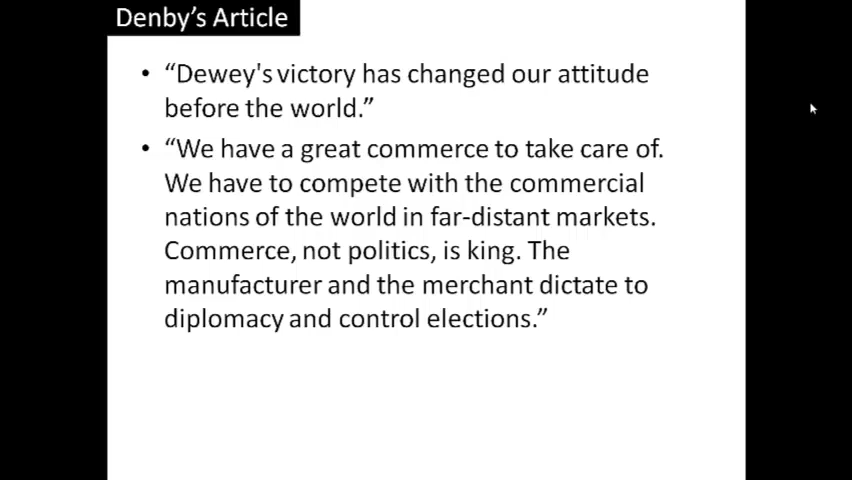 Denby's Article
• “Dewey's victory has changed our attitude
before the world.”
• “We have a great commerce to take care of.
We have to compete with the commercial
nations of the world in far-distant markets.
Commerce, not politics, is king. The
manufacturer and the merchant dictate to
diplomacy and control elections.”